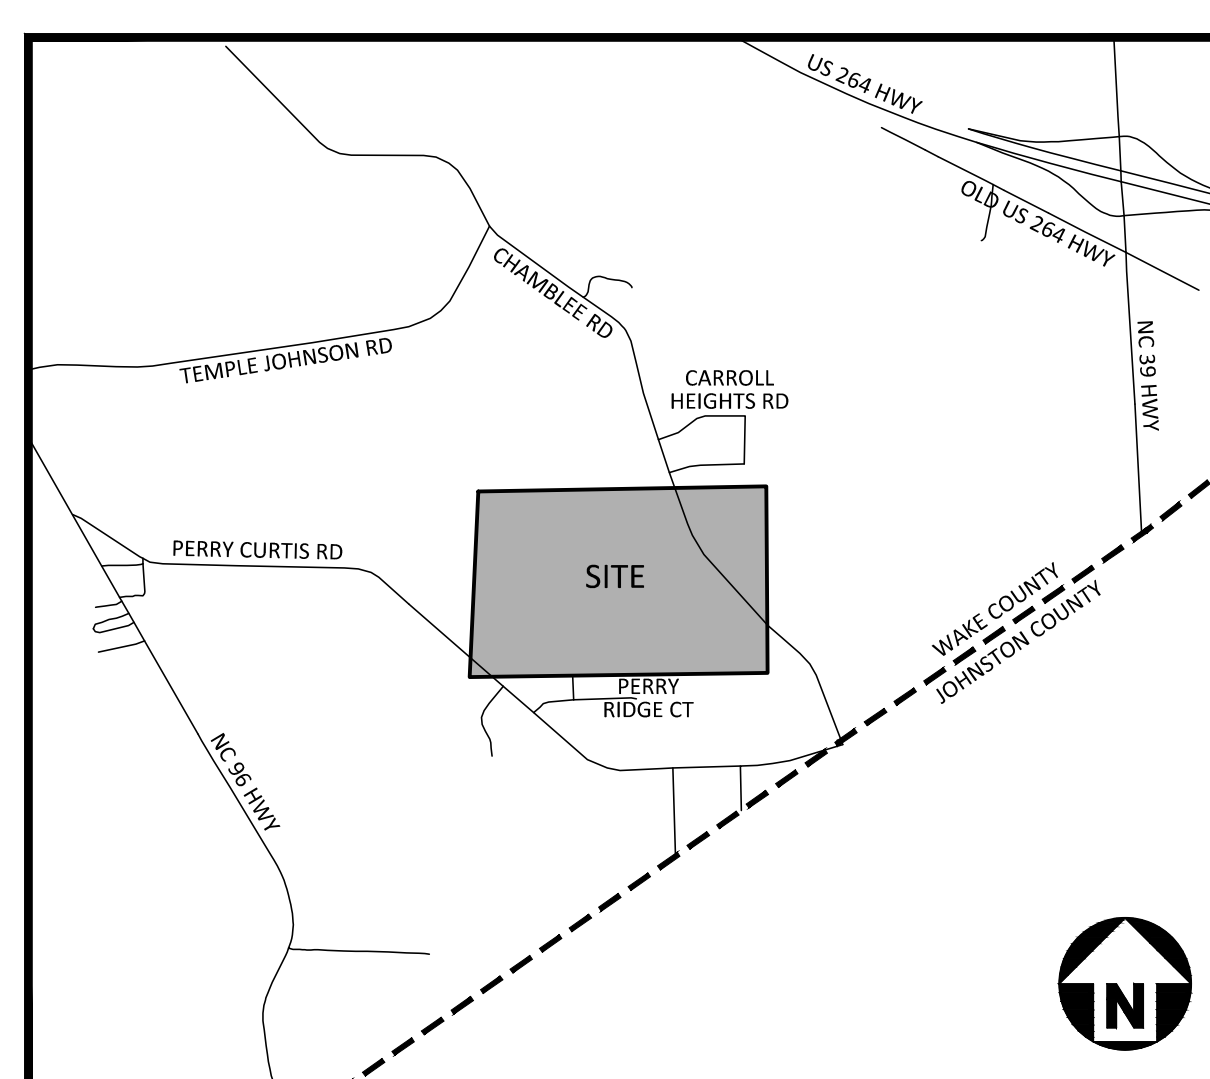 US 264 HWY
OLD US 264 HWY
CHAMBLEE RD
TEMPLE JOHNSON RD
NC 39 HWY
CARROLL
HEIGHTS RD
PERRY CURTIS RD
SITE
WAKE COUNTY
JOHNSTON COUNTY
PERRY
RIDGE CT
NC 96 HWY
N